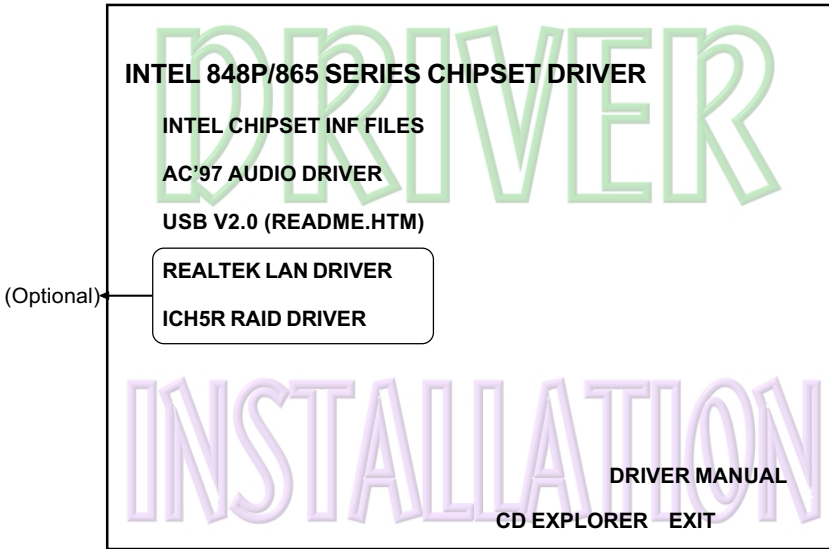 DRIVER
INTEL 848P/865 SERIES CHIPSET DRIVER
INTEL CHIPSET INF FILES
AC’97 AUDIO DRIVER
USB V2.0 (README.HTM)
REALTEK LAN DRIVER
(Optional)
ICH5R RAID DRIVER
INSTALLATION
DRIVER MANUAL
CD EXPLORER EXIT